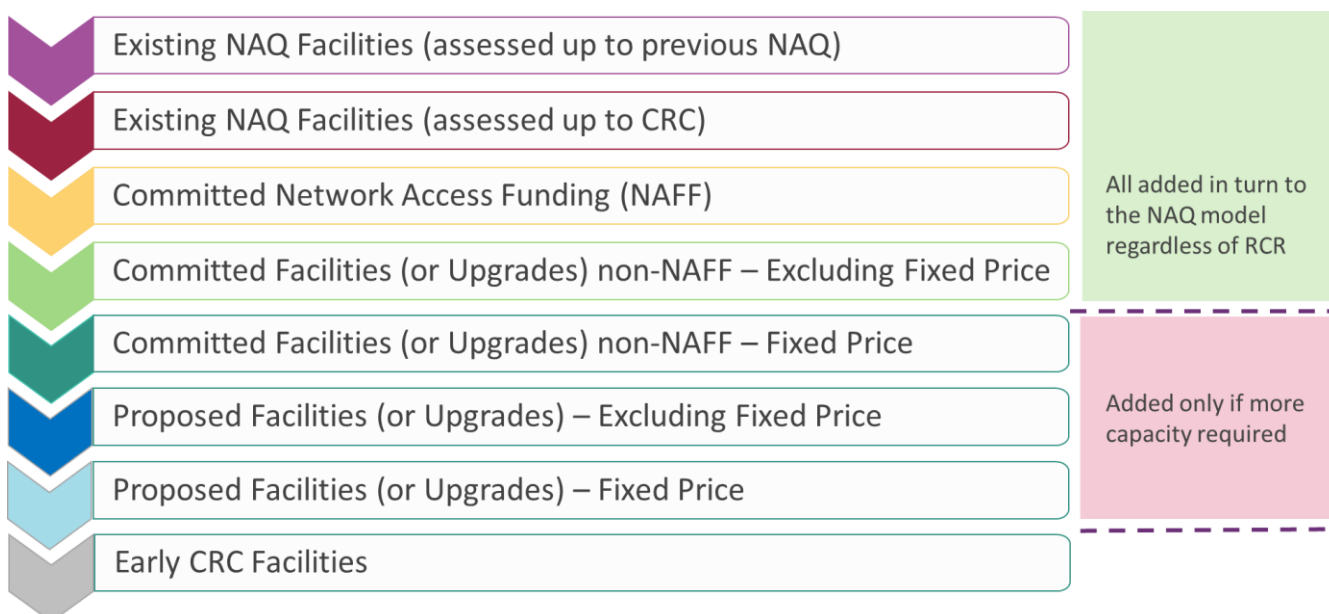 Existing NAQ Facilities (assessed up to previous NAQ)
Existing NAQ Facilities (assessed up to CRC)
Committed Network Access Funding (NAFF)
Committed Facilities (or Upgrades) non-NAFF – Excluding Fixed Price
Committed Facilities (or Upgrades) non-NAFF – Fixed Price
Proposed Facilities (or Upgrades) – Excluding Fixed Price
Proposed Facilities (or Upgrades) – Fixed Price
Early CRC Facilities
All added in turn to
the NAQ model
regardless of RCR
Added only if more
capacity required